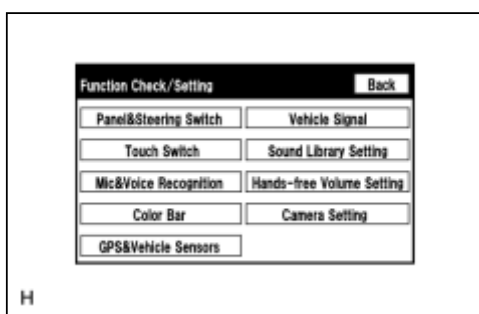 Function Check/Setting Back
Panel&Steering Switch Vehicle Signal
Touch Switch Sound Library Setting
Mic&Voice Recognition Hands-free Volume Setting
Color Bar Camera Setting
GPS&Vehicle Sensors
H